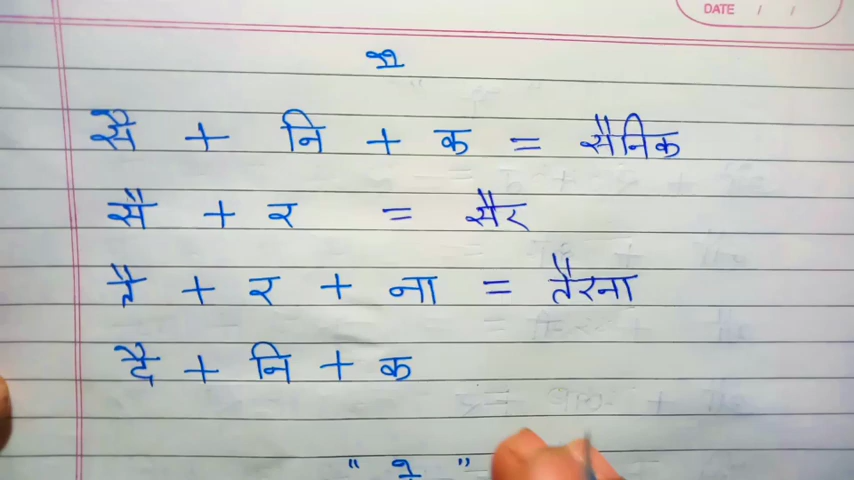 DATE / /
सै + नि + क = सैनिक
सै + र = सैर
तै + र + ना = तैरना
दै + नि + क
" "